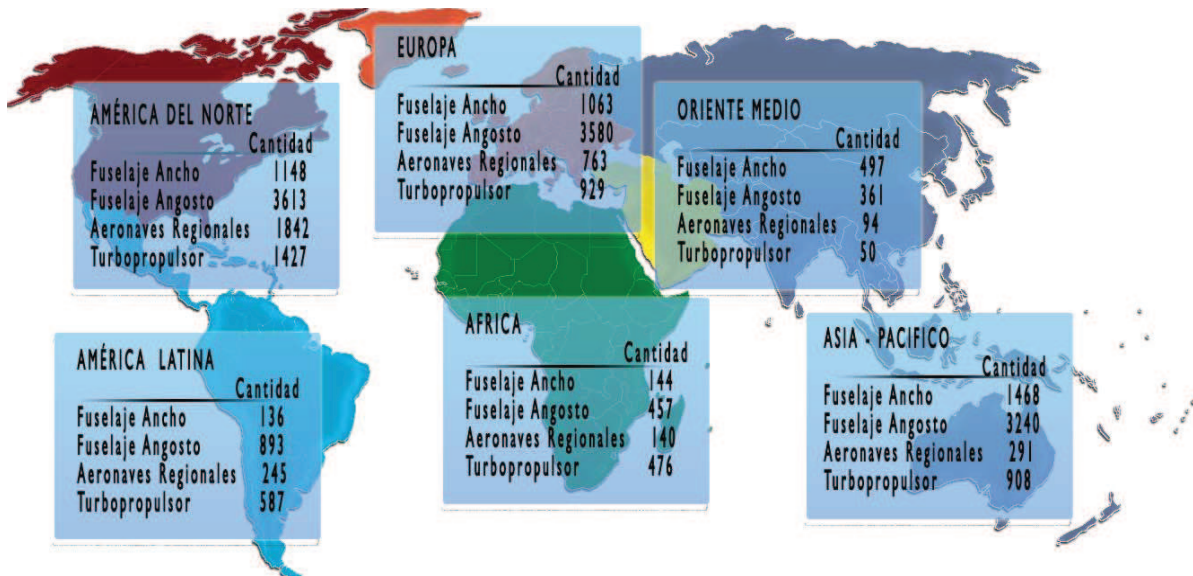 EUROPA
Cantidad
Fuselaje Ancho 1063
Fuselaje Angosto 3580
Aeronaves Regionales 763
Turbopropulsor 929
AMÉRICA DEL NORTE
Cantidad
Fuselaje Ancho 1148
Fuselaje Angosto 3613
Aeronaves Regionales 1842
Turbopropulsor 1427
ORIENTE MEDIO
Cantidad
Fuselaje Ancho 497
Fuselaje Angosto 361
Aeronaves Regionales 94
Turbopropulsor 50
AMÉRICA LATINA
Cantidad
Fuselaje Ancho 136
Fuselaje Angosto 893
Aeronaves Regionales 245
Turbopropulsor 587
AFRICA
Cantidad
Fuselaje Ancho 144
Fuselaje Angosto 457
Aeronaves Regionales 140
Turbopropulsor 476
ASIA - PACIFICO
Cantidad
Fuselaje Ancho 1468
Fuselaje Angosto 3240
Aeronaves Regionales 291
Turbopropulsor 908